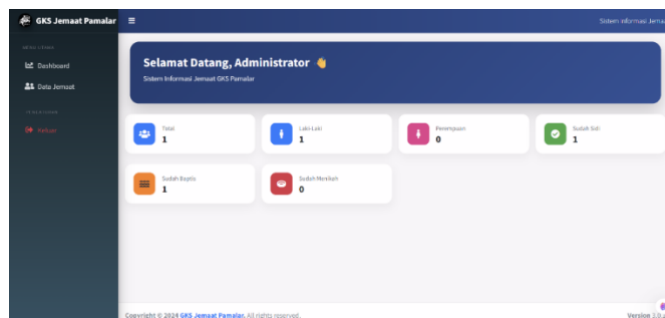 GKS Jemaat Pamalar
Sistem Informasi Jema
MENU UTAMA
Dashboard
Data Jemaat
Keluar
Selamat Datang, Administrator 👋
Sistem Informasi Jemaat GKS Pamalar
Total
1
Laki-Laki
1
Perempuan
0
Sudah Sidi
1
Sudah Baptis
1
Sudah Menikah
0
Copyright © 2024 GKS Jemaat Pamalar. All rights reserved.
Version